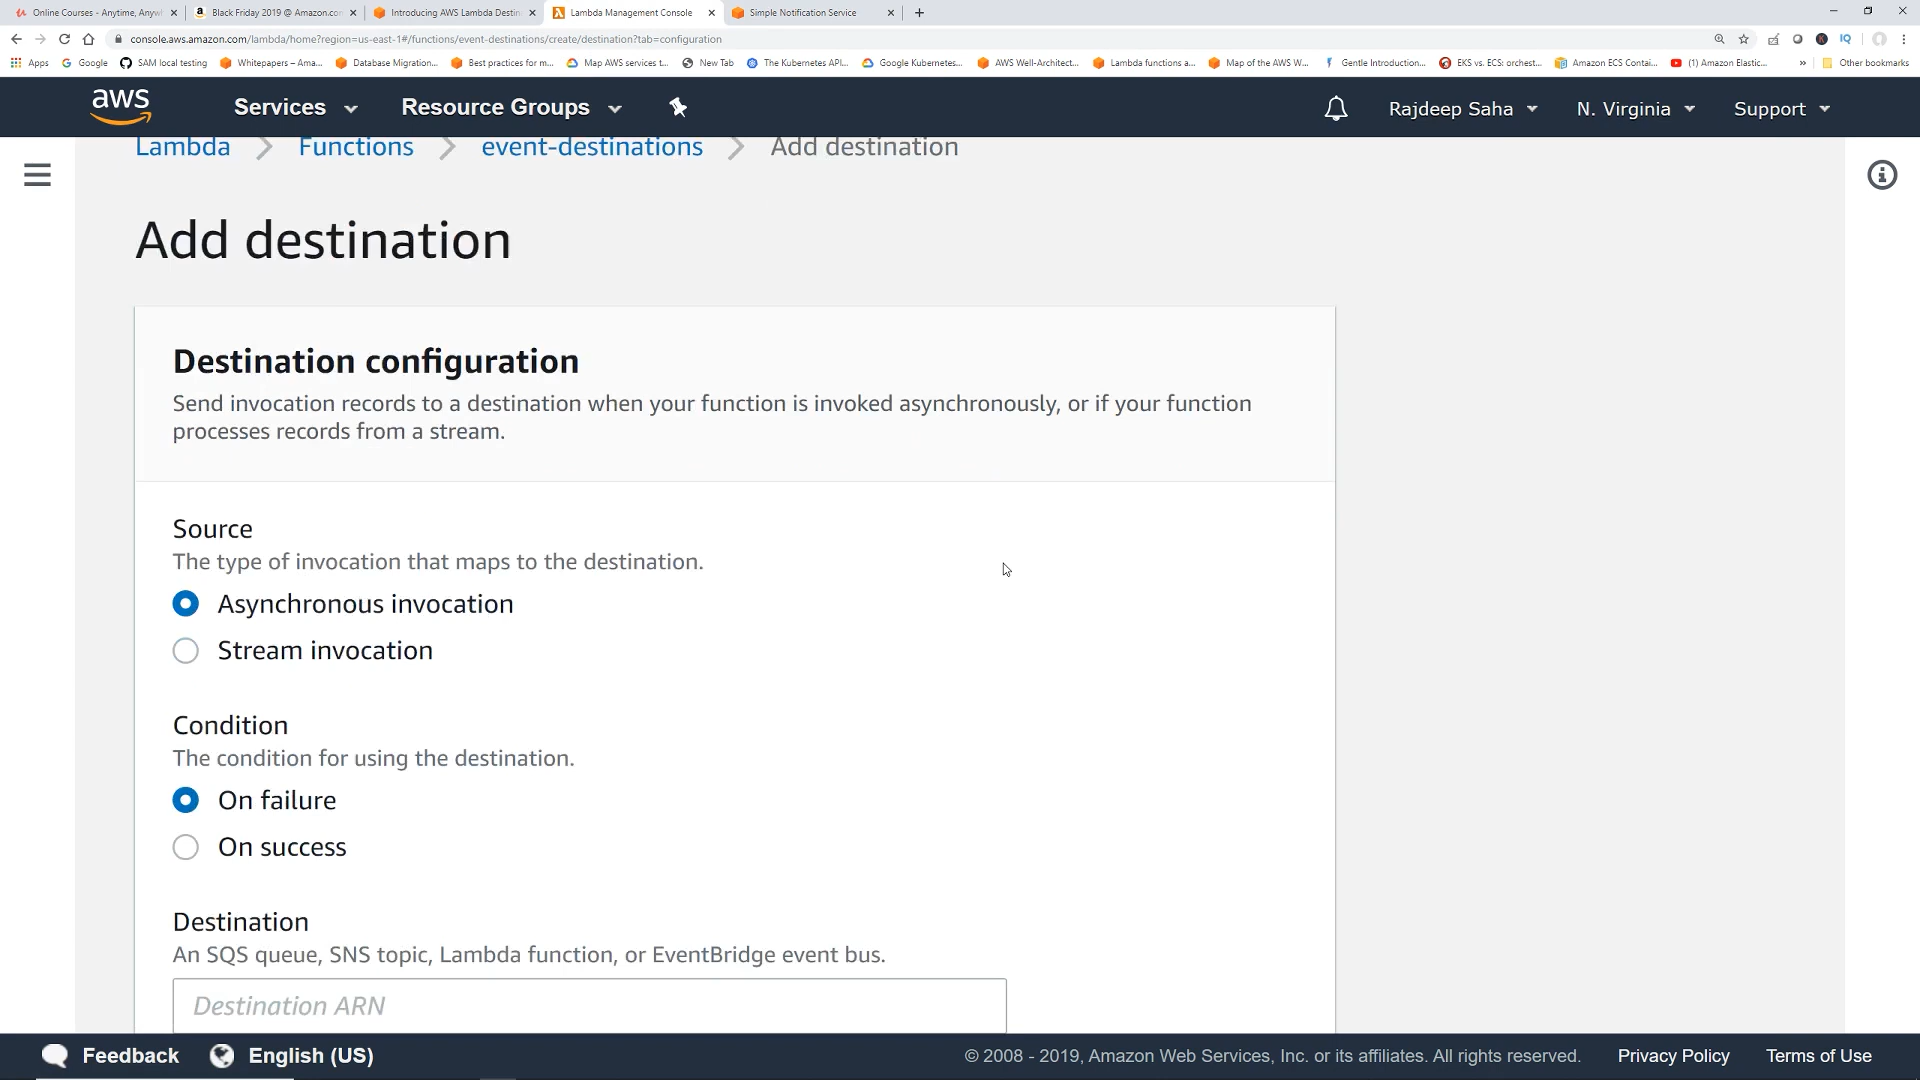 Online Courses - Anytime, Anyw
Black Friday 2019 @ Amazon.co
Introducing AWS Lambda Destin
Lambda Management Console
Simple Notification Service
console.aws.amazon.com/lambda/home?region=us-east-1#/functions/event-destinations/create/destination?tab=configuration
IQ
Apps
Google
SAM local testing
Whitepapers – Ama...
Database Migration...
Best practices for m...
Map AWS services t...
New Tab
The Kubernetes API...
Google Kubernetes...
AWS Well-Architect...
Lambda functions a...
Map of the AWS W...
Gentle Introduction...
EKS vs. ECS: orchest...
Amazon ECS Contai...
(1) Amazon Elastic...
»
Other bookmarks
aws
Services
Resource Groups
Rajdeep Saha
N. Virginia
Support
Lambda
Functions
event-destinations
Add destination
Add destination
Destination configuration
Send invocation records to a destination when your function is invoked asynchronously, or if your function
processes records from a stream.
Source
The type of invocation that maps to the destination.
Asynchronous invocation
Stream invocation
Condition
The condition for using the destination.
On failure
On success
Destination
An SQS queue, SNS topic, Lambda function, or EventBridge event bus.
Destination ARN
Feedback
English (US)
© 2008 - 2019, Amazon Web Services, Inc. or its affiliates. All rights reserved.
Privacy Policy
Terms of Use